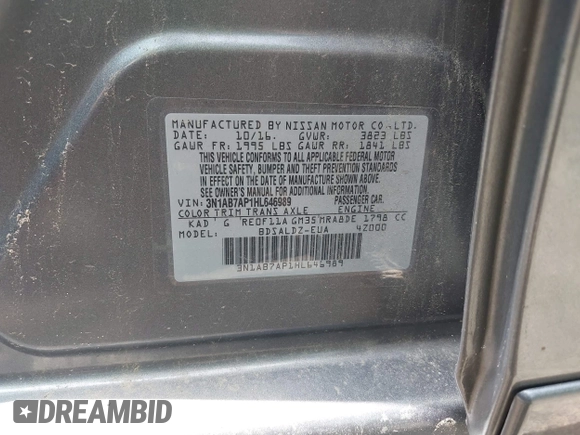 MANUFACTURED BY NISSAN MOTOR CO.,LTD.
DATE: 10/16. GVWR: 3823 LBS
GAWR FR: 1995 LBS GAWR RR: 1841 LBS
THIS VEHICLE CONFORMS TO ALL APPLICABLE FEDERAL MOTOR
VEHICLE SAFETY, BUMPER AND THEFT PREVENTION STANDARDS
IN EFFECT ON THE DATE OF MANUFACTURE SHOWN ABOVE.
SEE OWNER'S MANUAL FOR ADDITIONAL INFORMATION.
VIN: 3N1AB7AP1HL646989 PASSENGER CAR.
COLOR TRIM TRANS AXLE ENGINE
KAD G RE0F11A GM35 MRA8DE 1798 CC
MODEL: BDSALDZ-EUA 4Z000
3N1AB7AP1HL646989
DREAMBID